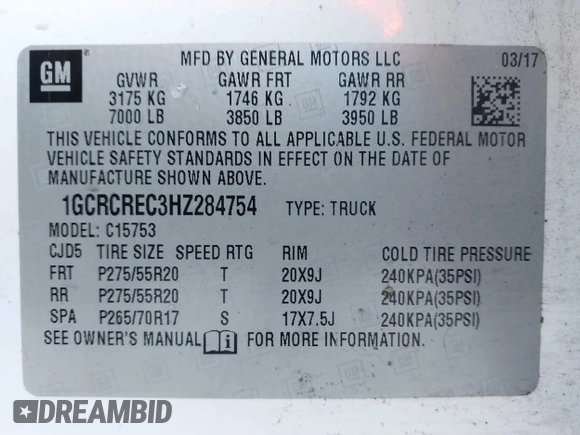 GM
MFD BY GENERAL MOTORS LLC 03/17
GVWR GAWR FRT GAWR RR
3175 KG 1746 KG 1792 KG
7000 LB 3850 LB 3950 LB
THIS VEHICLE CONFORMS TO ALL APPLICABLE U.S. FEDERAL MOTOR
VEHICLE SAFETY STANDARDS IN EFFECT ON THE DATE OF
MANUFACTURE SHOWN ABOVE.
1GCRCREC3HZ284754 TYPE: TRUCK
MODEL: C15753
CJD5 TIRE SIZE SPEED RTG RIM COLD TIRE PRESSURE
FRT P275/55R20 T 20X9J 240KPA(35PSI)
RR P275/55R20 T 20X9J 240KPA(35PSI)
SPA P265/70R17 S 17X7.5J 240KPA(35PSI)
SEE OWNER'S MANUAL i FOR MORE INFORMATION.
DREAMBID